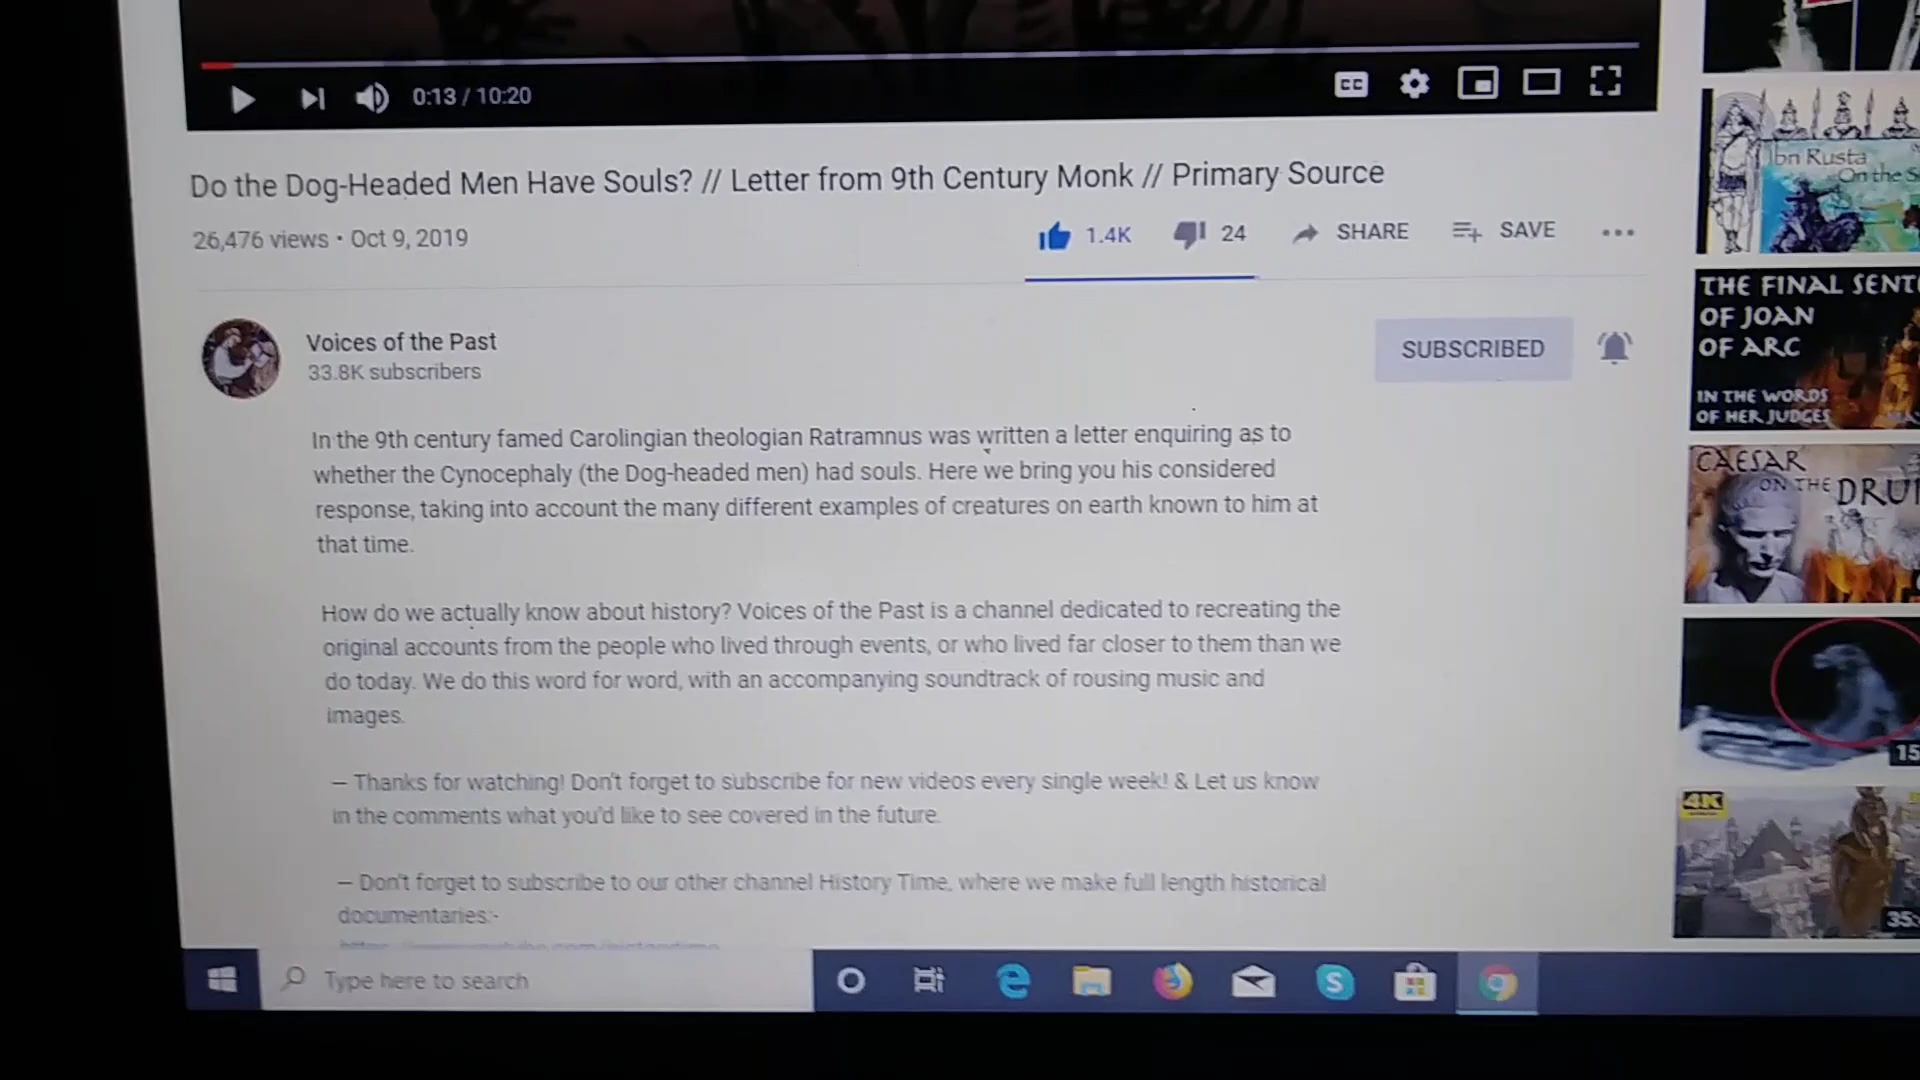 0:13 / 10:20
CC
Do the Dog-Headed Men Have Souls? // Letter from 9th Century Monk // Primary Source
26,476 views • Oct 9, 2019
1.4K 24 SHARE SAVE
Voices of the Past
33.8K subscribers
SUBSCRIBED
In the 9th century famed Carolingian theologian Ratramnus was written a letter enquiring as to
whether the Cynocephaly (the Dog-headed men) had souls. Here we bring you his considered
response, taking into account the many different examples of creatures on earth known to him at
that time.
How do we actually know about history? Voices of the Past is a channel dedicated to recreating the
original accounts from the people who lived through events, or who lived far closer to them than we
do today. We do this word for word, with an accompanying soundtrack of rousing music and
images.
— Thanks for watching! Don't forget to subscribe for new videos every single week! & Let us know
in the comments what you'd like to see covered in the future.
— Don't forget to subscribe to our other channel History Time, where we make full length historical
documentaries:-
Ibn Rusta
On the S
THE FINAL SENT
OF JOAN
OF ARC
IN THE WORDS
OF HER JUDGES
CAESAR
ON THE DRUI
15
4K
35:
Type here to search